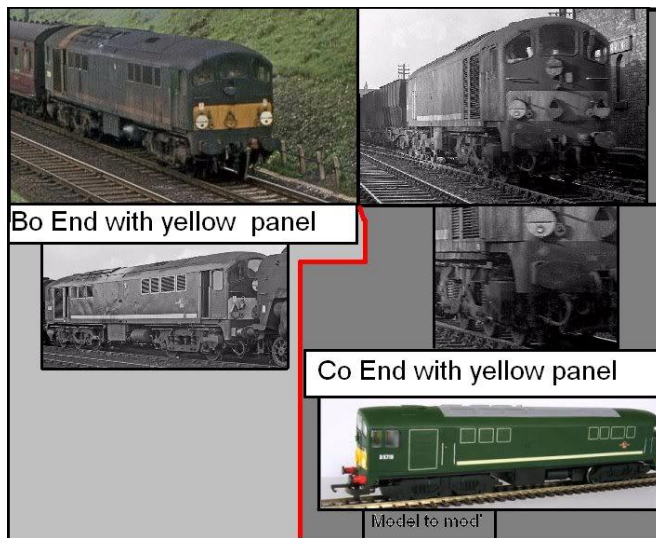 Bo End with yellow panel
Co End with yellow panel
Model to mod'